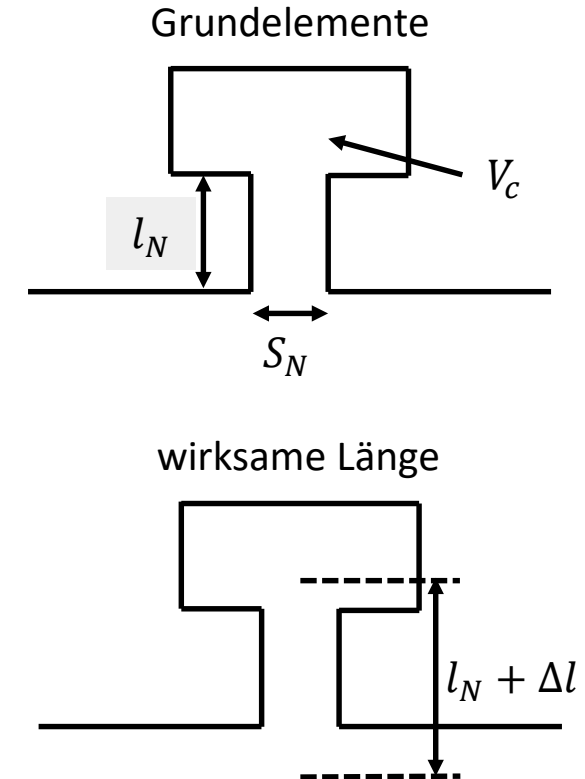 Grundelemente
V_c
l_N
S_N
wirksame Länge
l_N + Δl